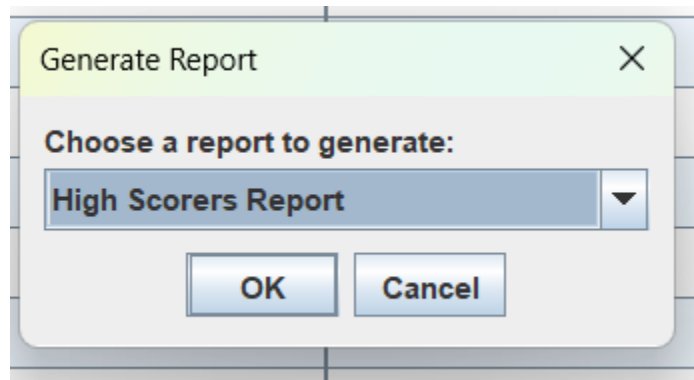 Generate Report
Choose a report to generate:
High Scorers Report
OK Cancel